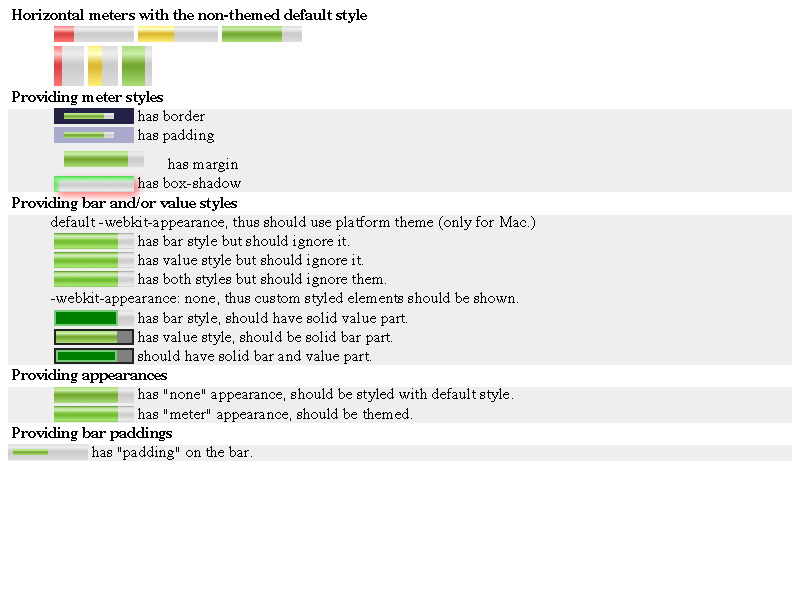 Horizontal meters with the non-themed default style
Providing meter styles
has border
has padding
has margin
has box-shadow
Providing bar and/or value styles
default -webkit-appearance, thus should use platform theme (only for Mac.)
has bar style but should ignore it.
has value style but should ignore it.
has both styles but should ignore them.
-webkit-appearance: none, thus custom styled elements should be shown.
has bar style, should have solid value part.
has value style, should be solid bar part.
should have solid bar and value part.
Providing appearances
has "none" appearance, should be styled with default style.
has "meter" appearance, should be themed.
Providing bar paddings
has "padding" on the bar.